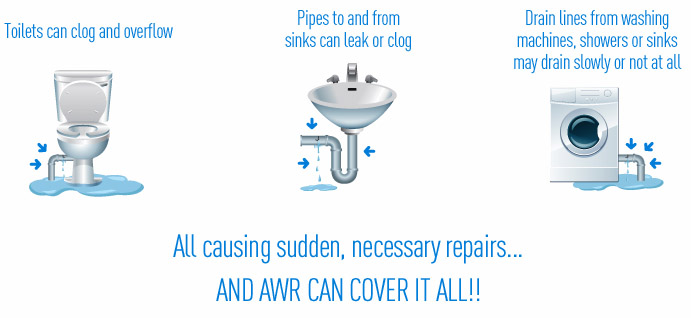 Toilets can clog and overflow
Pipes to and from
sinks can leak or clog
Drain lines from washing
machines, showers or sinks
may drain slowly or not at all
All causing sudden, necessary repairs...
AND AWR CAN COVER IT ALL!!